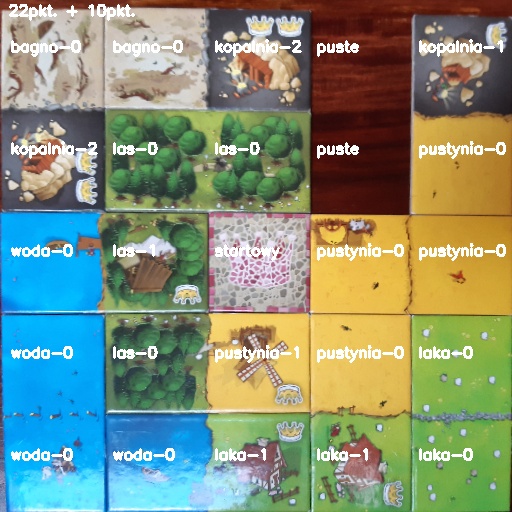 22pkt. + 10pkt.
bagno-0 bagno-0 kopalnia-2 puste kopalnia-1
kopalnia-2 las-0 las-0 puste pustynia-0
woda-0 las-1 startowy pustynia-0 pustynia-0
woda-0 las-0 pustynia-1 pustynia-0 laka-0
woda-0 woda-0 laka-1 laka-1 laka-0